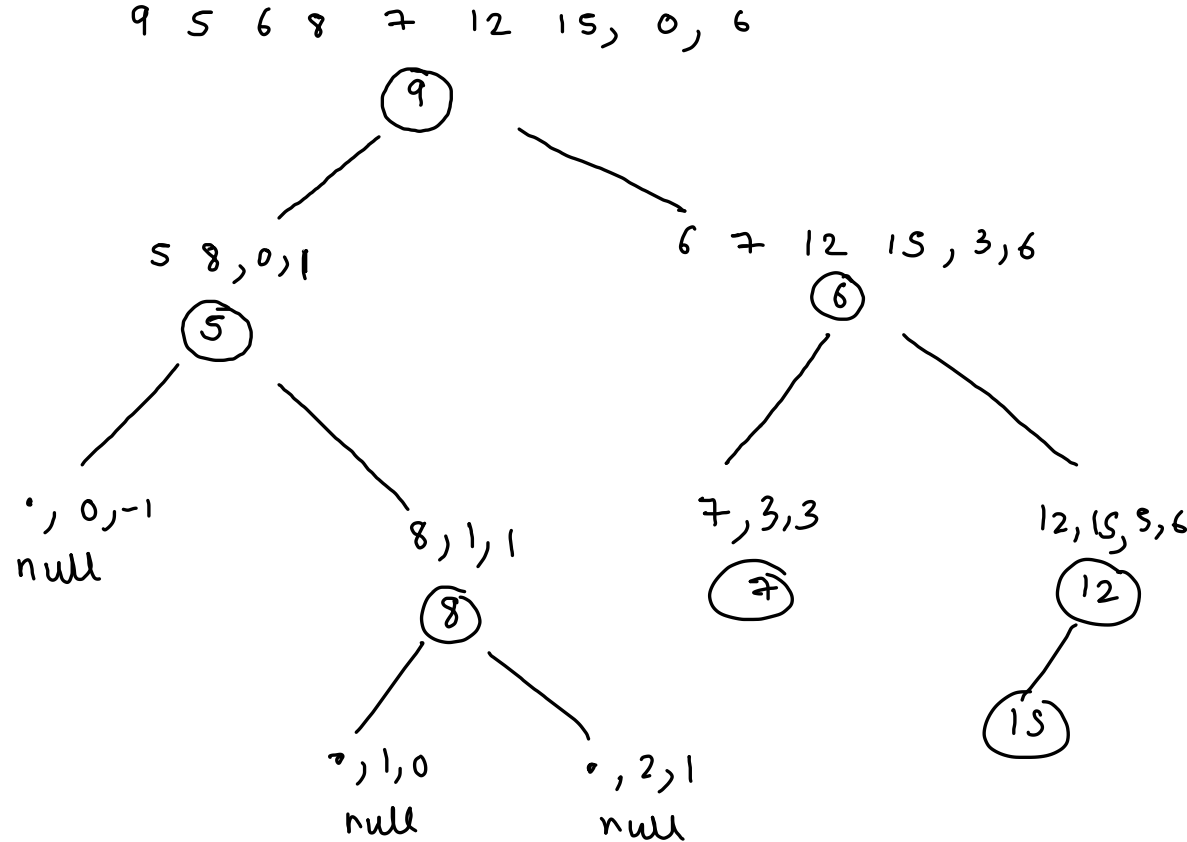 9 5 6 8 7 12 15, 0, 6
9
5 8, 0, 1
6 7 12 15, 3, 6
5
6
·, 0, -1
null
8, 1, 1
7, 3, 3
12, 15, 5, 6
8
7
12
15
·, 1, 0
null
·, 2, 1
null